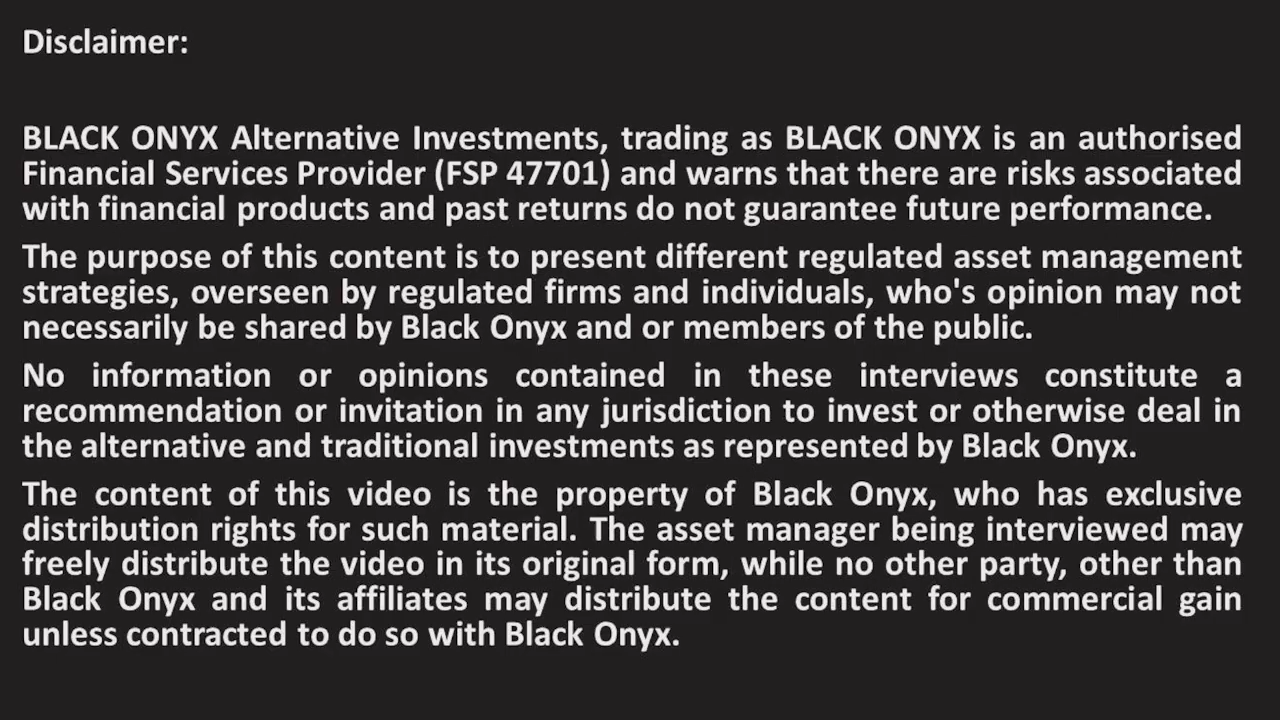 Disclaimer:
BLACK ONYX Alternative Investments, trading as BLACK ONYX is an authorised
Financial Services Provider (FSP 47701) and warns that there are risks associated
with financial products and past returns do not guarantee future performance.
The purpose of this content is to present different regulated asset management
strategies, overseen by regulated firms and individuals, who's opinion may not
necessarily be shared by Black Onyx and or members of the public.
No information or opinions contained in these interviews constitute a
recommendation or invitation in any jurisdiction to invest or otherwise deal in
the alternative and traditional investments as represented by Black Onyx.
The content of this video is the property of Black Onyx, who has exclusive
distribution rights for such material. The asset manager being interviewed may
freely distribute the video in its original form, while no other party, other than
Black Onyx and its affiliates may distribute the content for commercial gain
unless contracted to do so with Black Onyx.